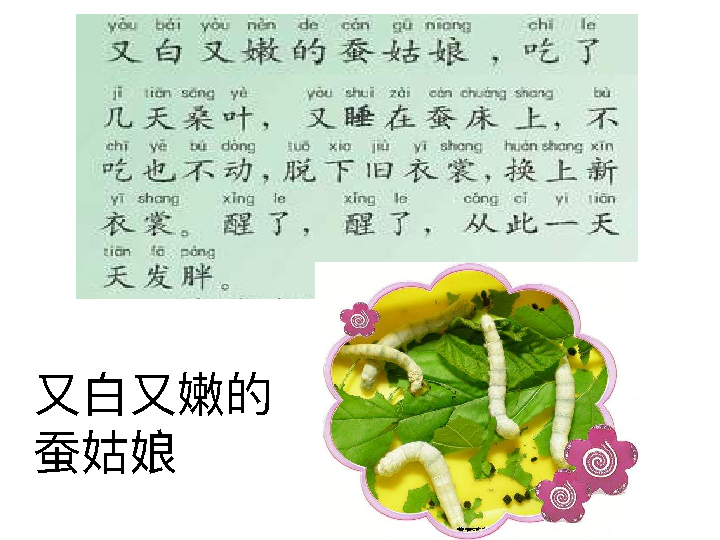 yòu bái yòu nèn de cán gū niang chī le
又白又嫩的蚕姑娘，吃了
jǐ tiān sāng yè yòu shuì zài cán chuáng shang bù
几天桑叶，又睡在蚕床上，不
chī yě bú dòng tuō xia jiù yī shang huàn shang xīn
吃也不动，脱下旧衣裳，换上新
yī shang xǐng le xǐng le cóng cǐ yì tiān
衣裳。醒了，醒了，从此一天
tiān fā pàng
天发胖。
又白又嫩的
蚕姑娘